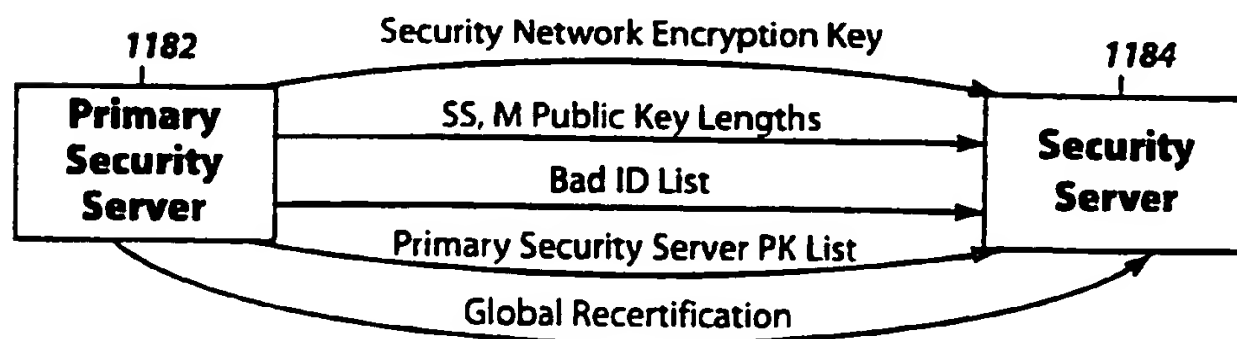 1182
Security Network Encryption Key
1184
Primary
Security
Server
SS, M Public Key Lengths
Bad ID List
Primary Security Server PK List
Global Recertification
Security
Server